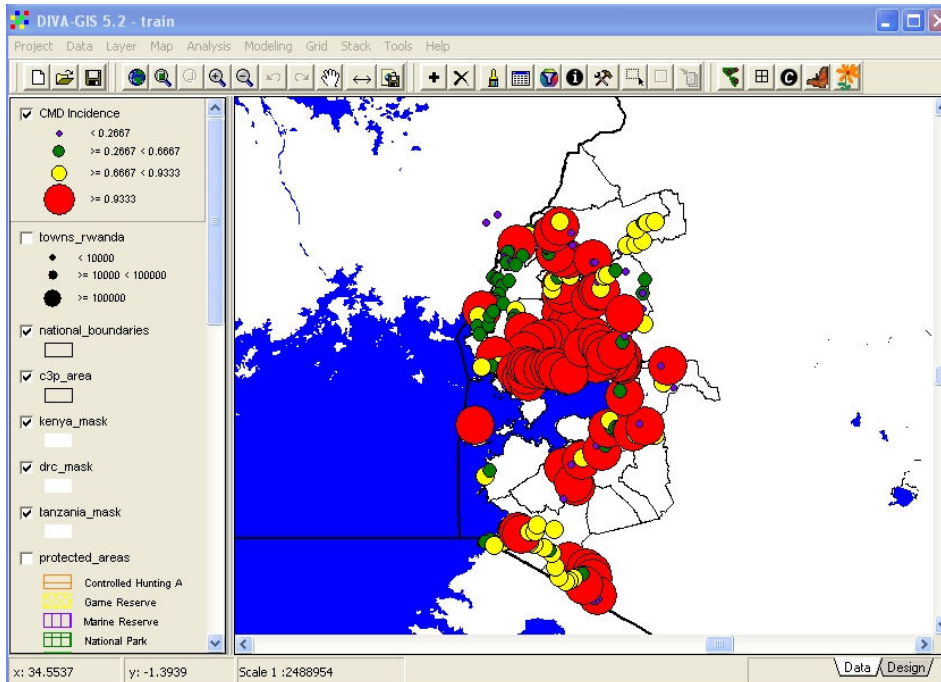 DIVA-GIS 5.2 - train
Project Data Layer Map Analysis Modeling Grid Stack Tools Help
CMD Incidence
< 0.2667
>= 0.2667 < 0.6667
>= 0.6667 < 0.9333
>= 0.9333
towns_rwanda
< 10000
>= 10000 < 100000
>= 100000
national_boundaries
c3p_area
kenya_mask
drc_mask
tanzania_mask
protected_areas
Controlled Hunting A
Game Reserve
Marine Reserve
National Park
x: 34.5537 y: -1.3939 Scale 1 :2488954 Data Design